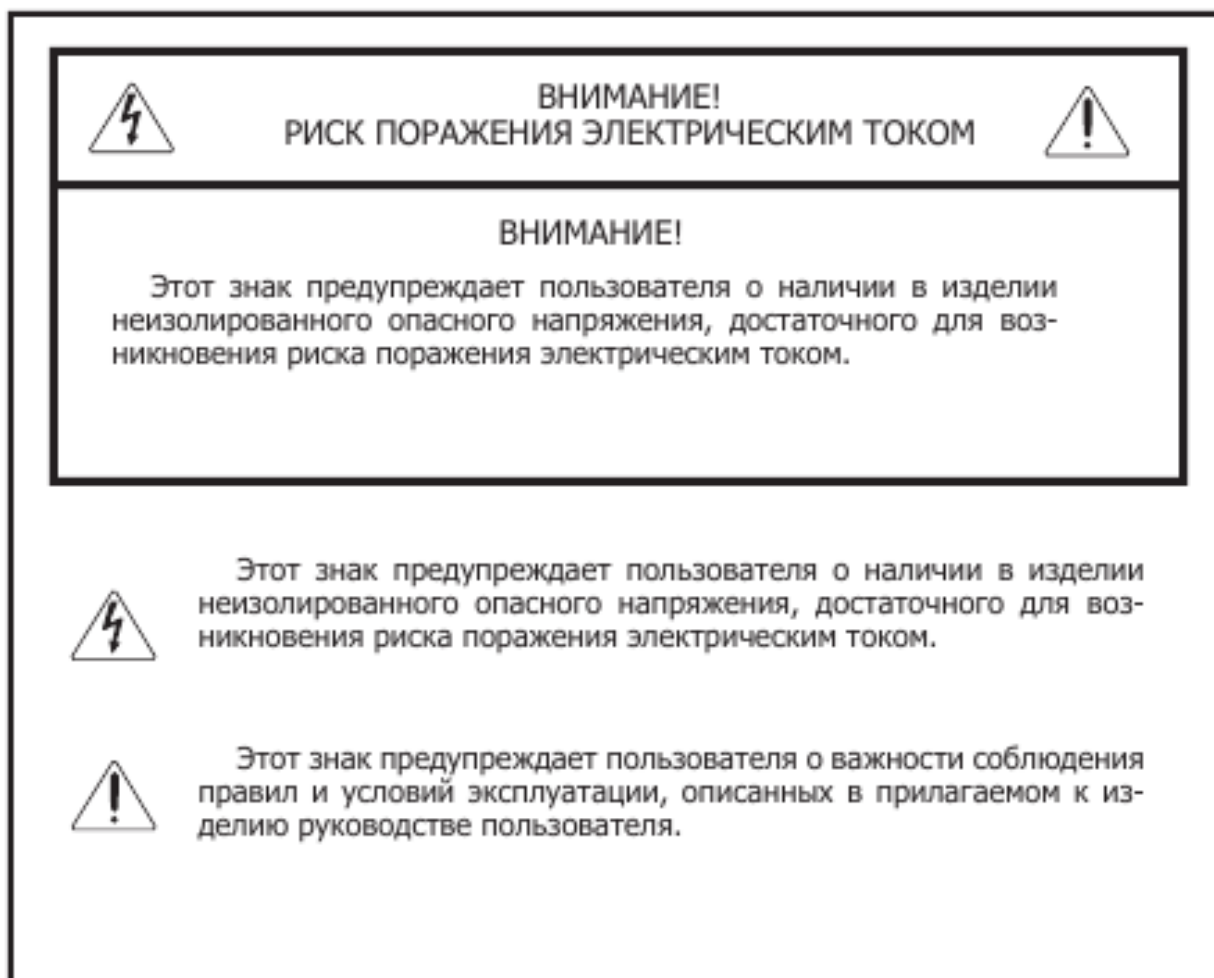 ВНИМАНИЕ!
РИСК ПОРАЖЕНИЯ ЭЛЕКТРИЧЕСКИМ ТОКОМ
ВНИМАНИЕ!
Этот знак предупреждает пользователя о наличии в изделии
неизолированного опасного напряжения, достаточного для воз-
никновения риска поражения электрическим током.
Этот знак предупреждает пользователя о наличии в изделии
неизолированного опасного напряжения, достаточного для воз-
никновения риска поражения электрическим током.
Этот знак предупреждает пользователя о важности соблюдения
правил и условий эксплуатации, описанных в прилагаемом к из-
делию руководстве пользователя.